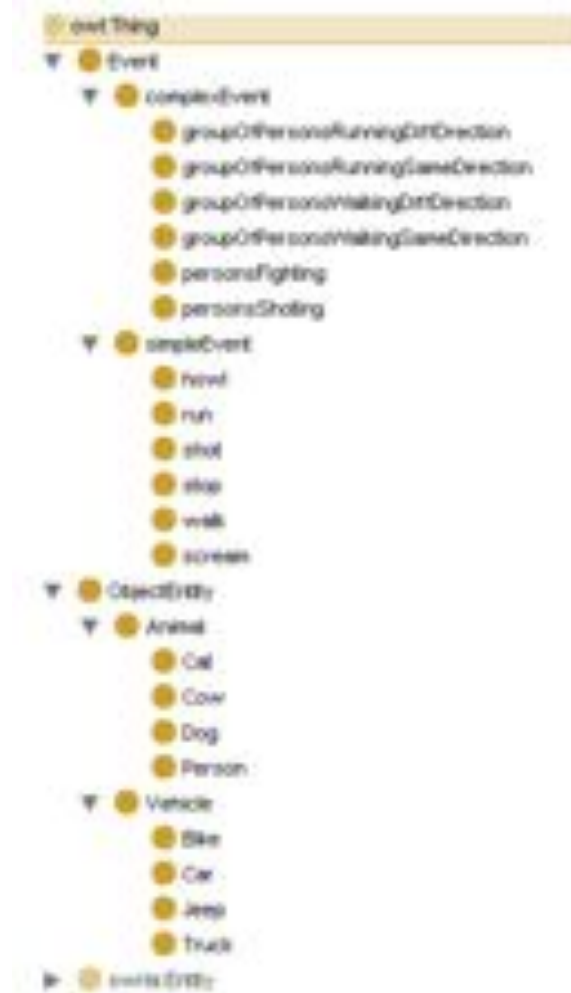 owl:Thing
Event
complexEvent
groupOfPersonsRunningDiffDirection
groupOfPersonsRunningSameDirection
groupOfPersonsWalkingDiffDirection
groupOfPersonsWalkingSameDirection
personsFighting
personsShoting
simpleEvent
howl
run
shot
stop
walk
scream
ObjectEntity
Animal
Cat
Cow
Dog
Person
Vehicle
Bike
Car
Jeep
Truck